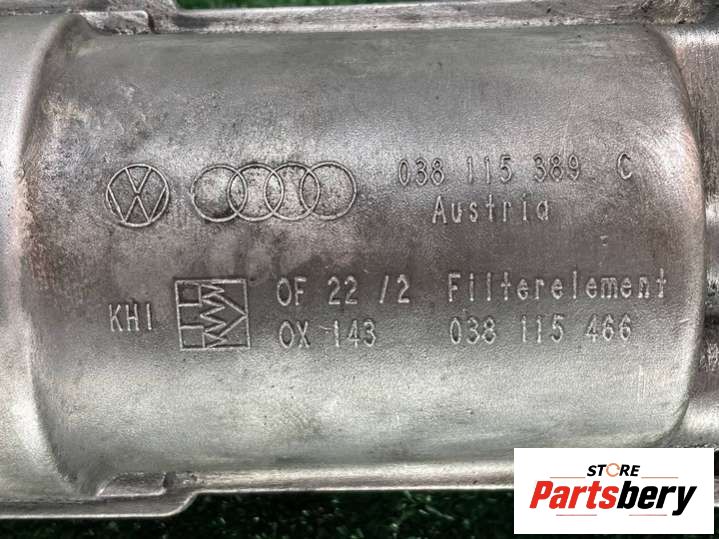 038 115 389 C
Austria
KHI OF 22 /2 Filterelement
OX 143 038 115 466
STORE
Partsbery